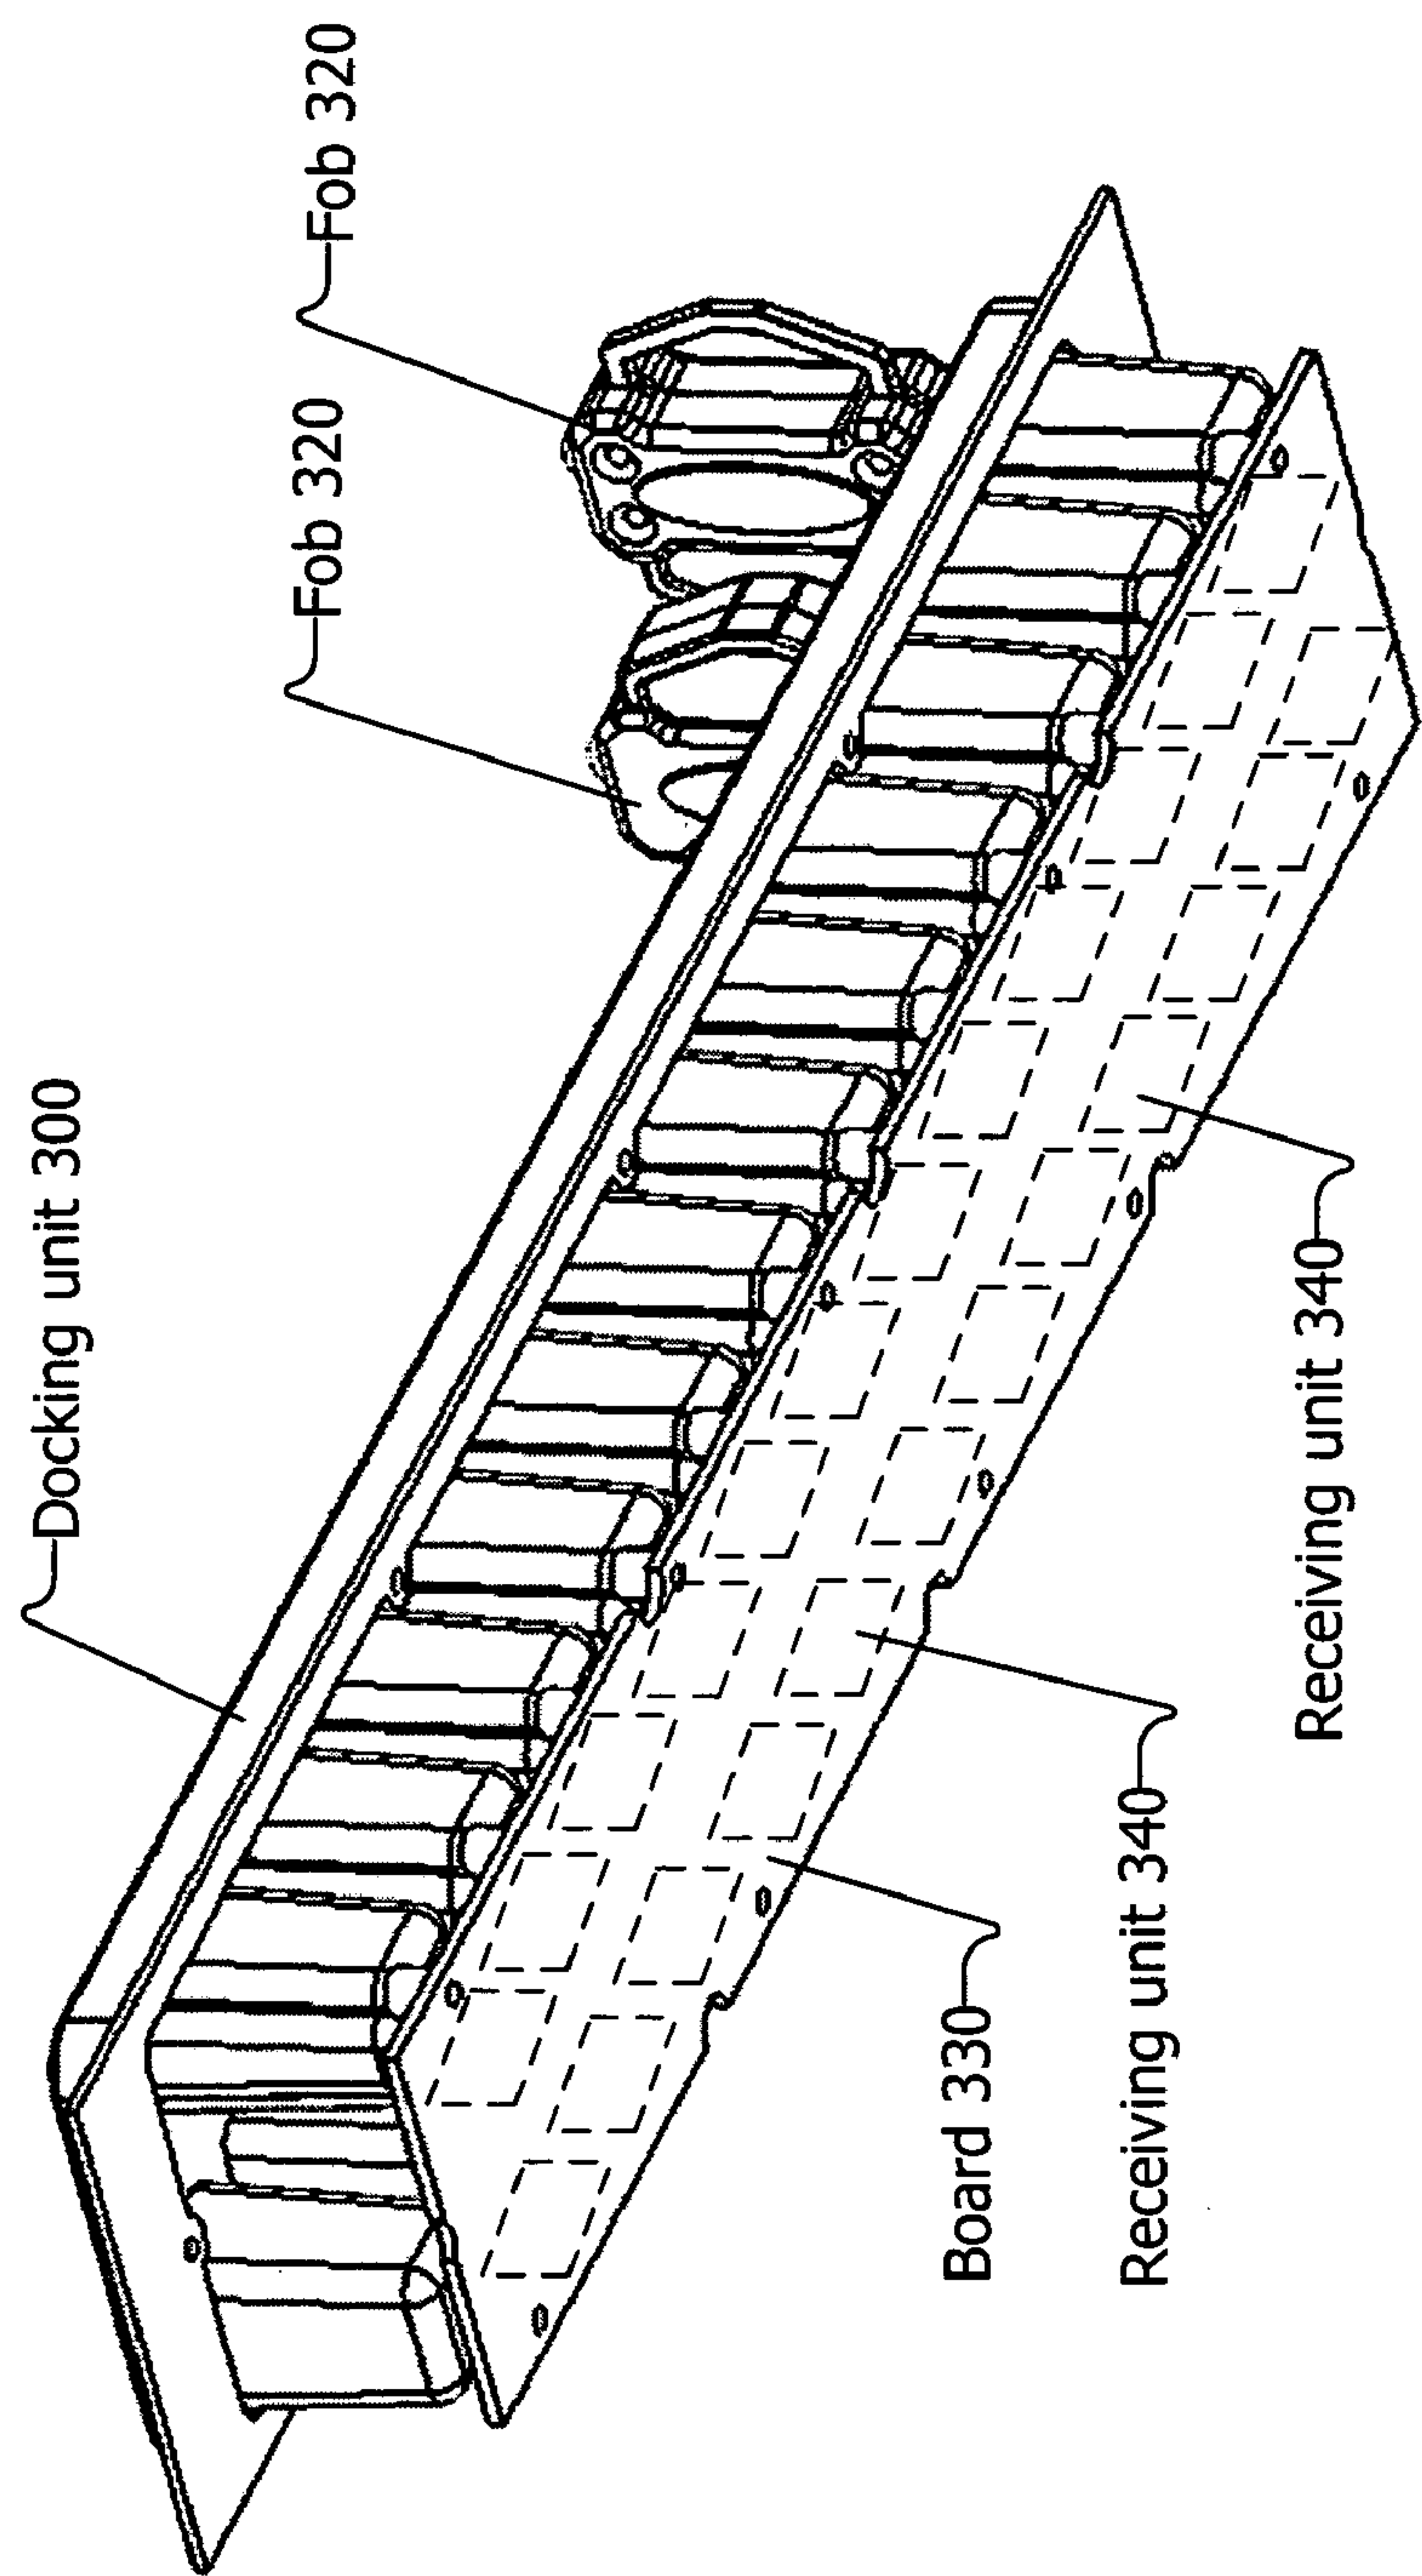 Docking unit 300
Fob 320
Fob 320
Board 330
Receiving unit 340
Receiving unit 340